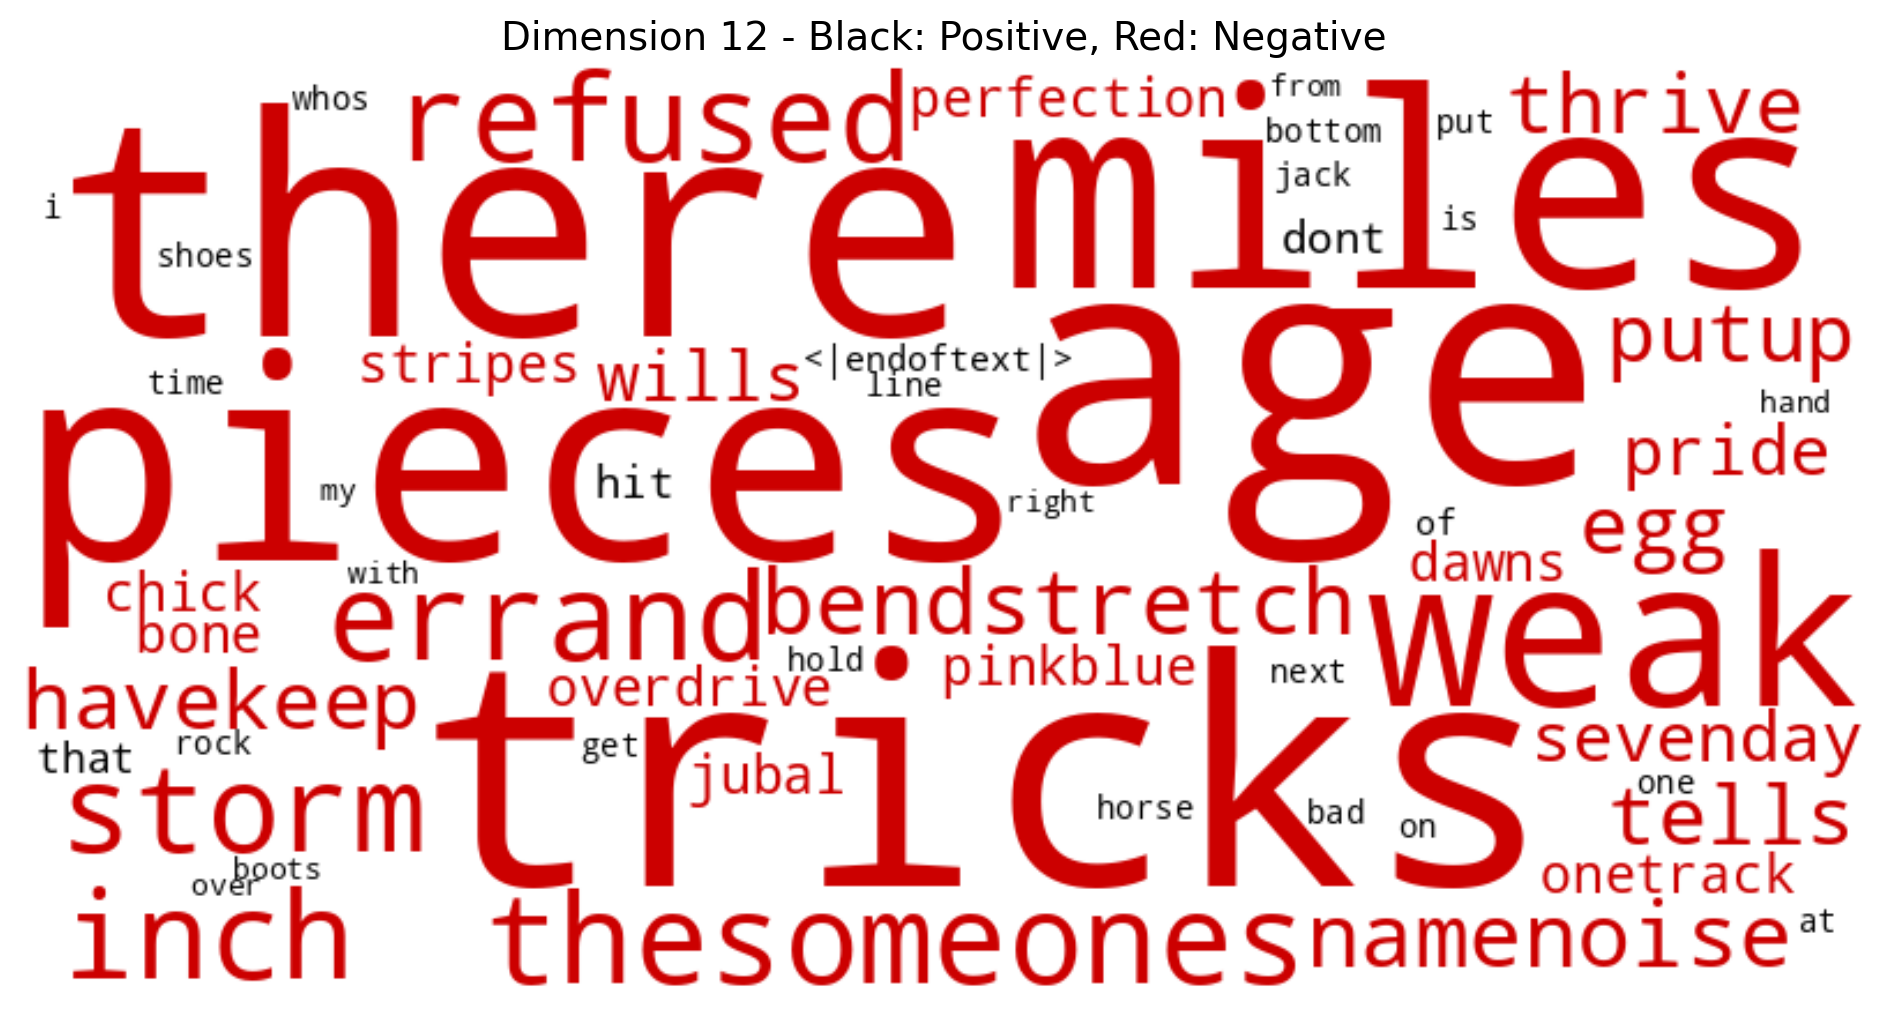 Dimension 12 - Black: Positive, Red: Negative
whos refused perfection from thrive
bottom put
there miles
i shoes jack dont is
putup
stripes wills <|endoftext|>
time line age hand
pieces pride
my hit right
of egg
chick with dawns
bone errand bendstretch weak
hold pinkblue next
havekeep overdrive
that rock tricks get sevenday
jubal one
storm horse bad on tells
boots
over onetrack
inch thesomeones namenoise at